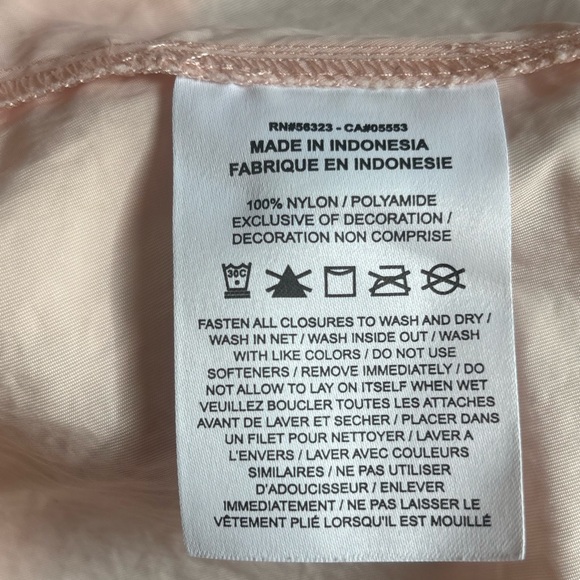 RN#56323 - CA#05553
MADE IN INDONESIA
FABRIQUE EN INDONESIE
100% NYLON / POLYAMIDE
EXCLUSIVE OF DECORATION /
DECORATION NON COMPRISE
30C
FASTEN ALL CLOSURES TO WASH AND DRY /
WASH IN NET / WASH INSIDE OUT / WASH
WITH LIKE COLORS / DO NOT USE
SOFTENERS / REMOVE IMMEDIATELY / DO
NOT ALLOW TO LAY ON ITSELF WHEN WET
VEUILLEZ BOUCLER TOUTES LES ATTACHES
AVANT DE LAVER ET SECHER / PLACER DANS
UN FILET POUR NETTOYER / LAVER A
L'ENVERS / LAVER AVEC COULEURS
SIMILAIRES / NE PAS UTILISER
D'ADOUCISSEUR / ENLEVER
IMMEDIATEMENT / NE PAS LAISSER LE
VÊTEMENT PLIÉ LORSQU'IL EST MOUILLÉ